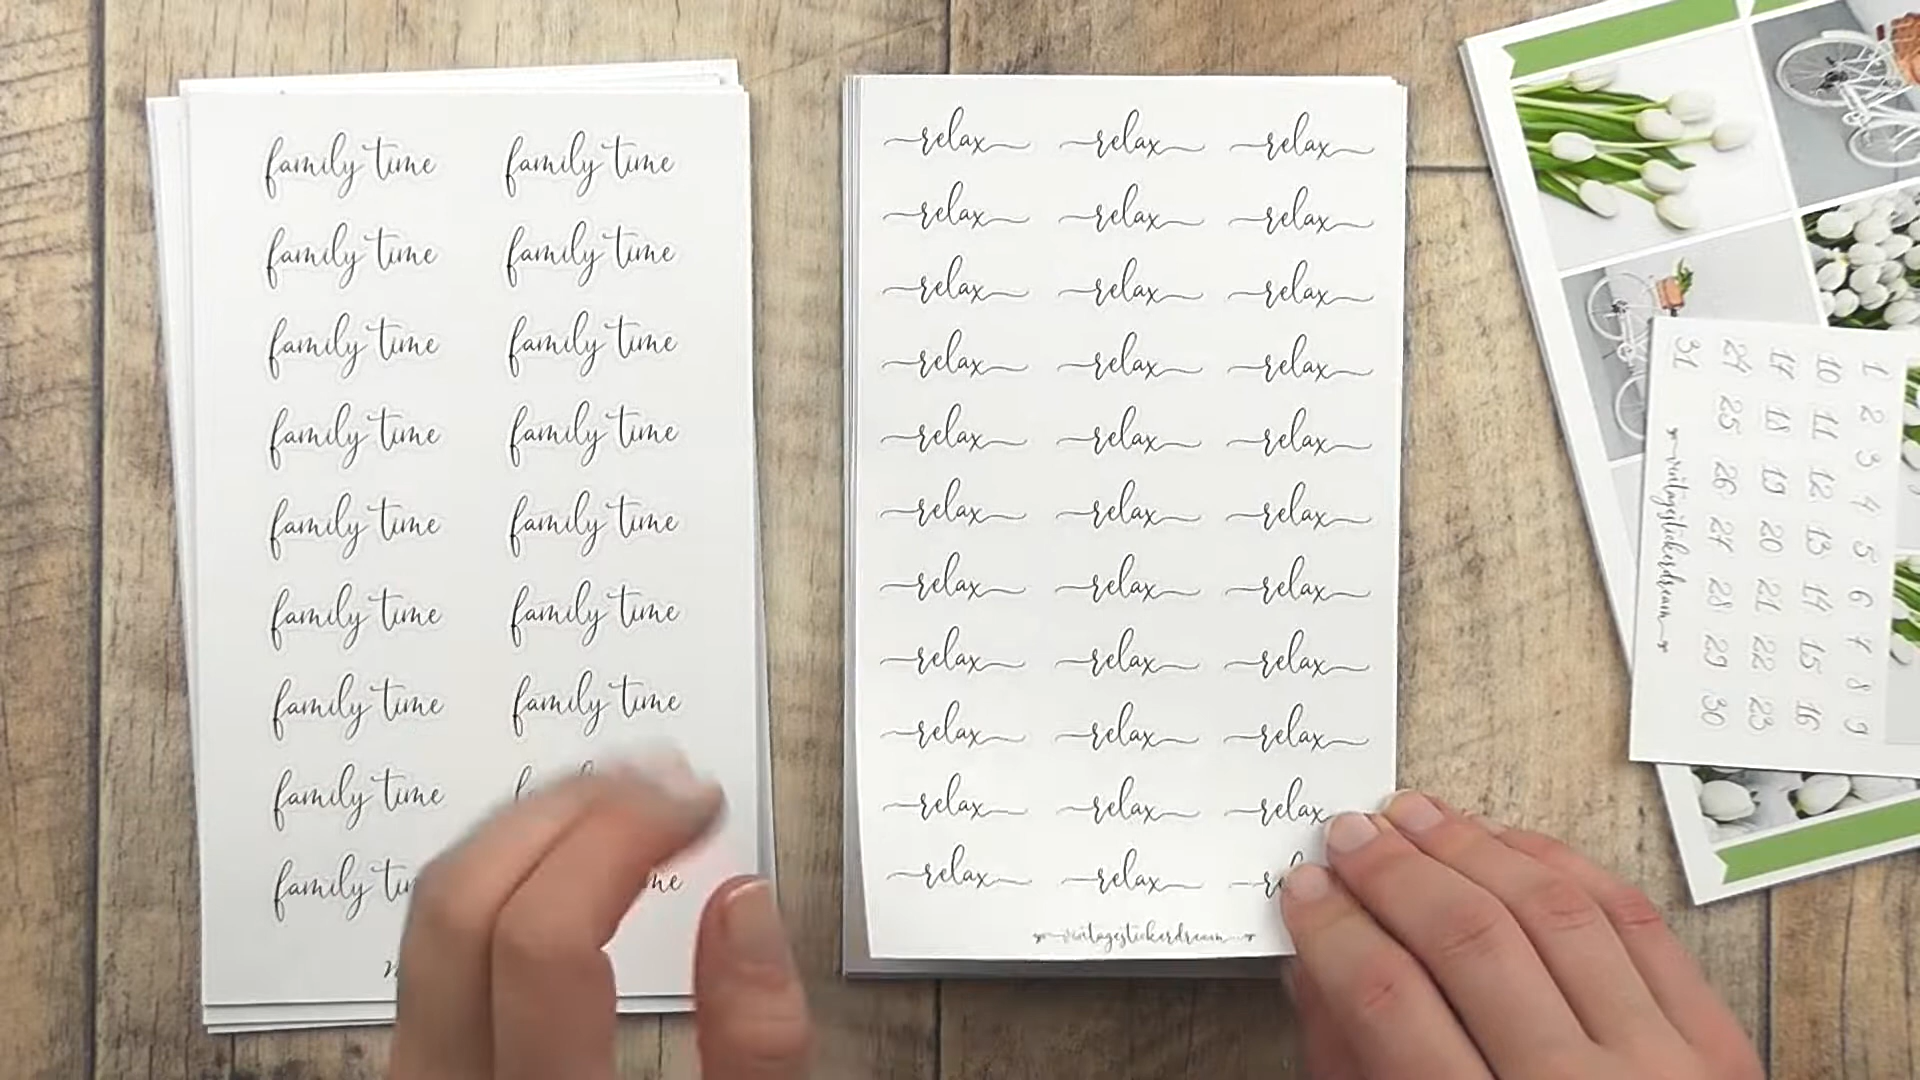 family time family time
family time family time
family time family time
family time family time
family time family time
family time family time
family time family time
family time
family time
relax relax relax
relax relax relax
relax relax relax
relax relax relax
relax relax relax
relax relax relax
relax relax relax
relax relax relax
relax relax relax
relax relax relax
relax relax
vintagestickerdream
1 2 3 4 5 6 7 8 9
10 11 12 13 14 15 16
17 18 19 20 21 22 23
24 25 26 27 28 29 30
31
vintagestickerdream